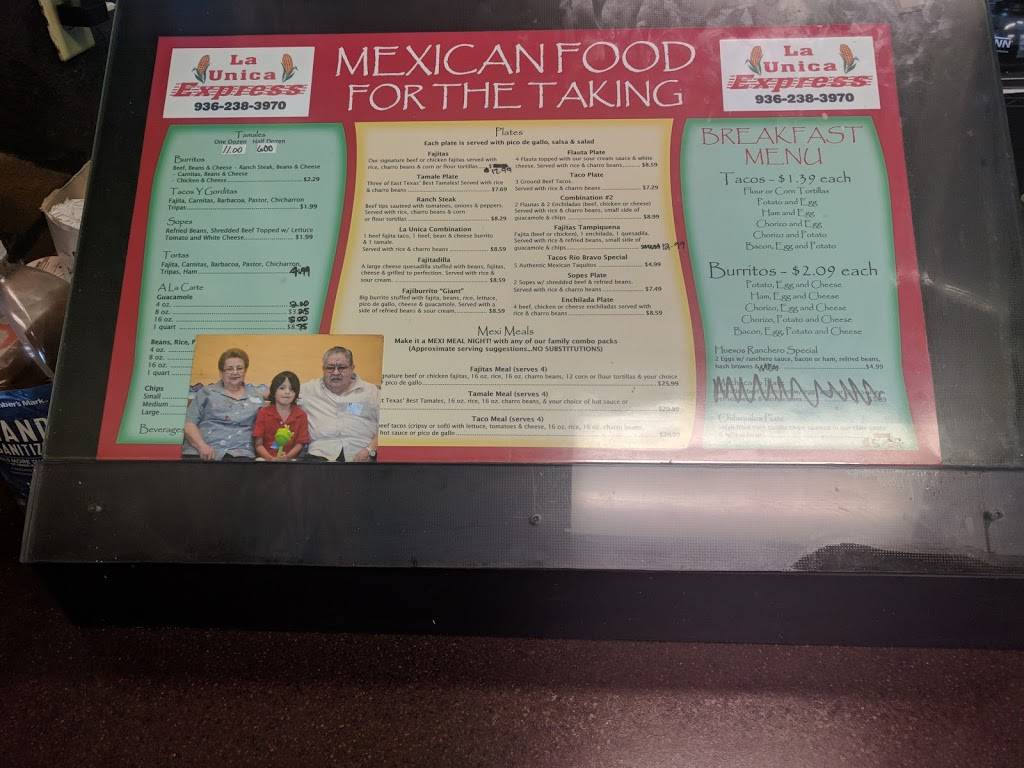 La
Unica
Express
936-238-3970
MEXICAN FOOD
FOR THE TAKING
La
Unica
Express
936-238-3970
Tamales
One Dozen Half Dozen
11.00 6.00
Burritos
Beef, Beans & Cheese - Ranch Steak, Beans & Cheese
- Carnitas, Beans & Cheese
- Chicken & Cheese $2.29
Tacos Y Gorditas
Fajita, Carnitas, Barbacoa, Pastor, Chicharron
Tripas $1.99
Sopes
Refried Beans, Shredded Beef Topped w/ Lettuce
Tomato and White Cheese $1.99
Tortas
Fajita, Carnitas, Barbacoa, Pastor, Chicharron,
Tripas, Ham 4.99
A La Carte
Guacamole
4 oz.
8 oz.
16 oz.
1 quart
Beans, Rice,
4 oz.
8 oz.
16 oz.
1 quart
Chips
Small
Medium
Large
Beverages
Plates
Each plate is served with pico de gallo, salsa & salad
Fajitas
Our signature beef or chicken fajitas served with
rice, charro beans & corn or flour tortillas
Tamale Plate
Three of East Texas' Best Tamales! Served with rice
& charro beans $7.69
Ranch Steak
Beef tips sauteed with tomatoes, onions & peppers.
Served with rice, charro beans & corn
or flour tortillas $8.29
La Unica Combination
1 beef fajita taco, 1 beef, bean & cheese burrito
& 1 tamale.
Served with rice & charro beans $8.59
Fajitadilla
A large cheese quesadilla stuffed with beans, fajitas,
cheese & grilled to perfection. Served with rice &
sour cream. $8.59
Fajiburrito "Giant"
Big burrito stuffed with fajita, beans, rice, lettuce,
pico de gallo, cheese & guacamole. Served with a
side of refried beans & sour cream. $8.59
Flauta Plate
4 Flauta topped with our sour cream sauce & white
cheese. Served with rice & charro beans $8.59
Taco Plate
3 Ground Beef Tacos.
Served with rice & charro beans $7.29
Combination #2
2 Flautas & 2 Enchiladas (beef, chicken or cheese)
Served with rice, charro beans, small side of
guacamole & chips $8.99
Fajitas Tampiquena
Fajita (beef or chicken), 1 enchilada, 1 quesadilla.
Served with rice & refried beans, small side of
guacamole & chips
Tacos Rio Bravo Special
5 Authentic Mexican Taquitos $4.99
Sopes Plate
2 Sopes w/ shredded beef & refried beans.
Served with rice & charro beans $7.49
Enchilada Plate
4 beef, chicken or cheese enchiladas served with
rice & charro beans $8.59
Mexi Meals
Make it a MEXI MEAL NIGHT! with any of our family combo packs
(Approximate serving suggestions...NO SUBSTITUTIONS)
Fajitas Meal (serves 4)
signature beef or chicken fajitas, 16 oz. rice, 16 oz. charro beans, 12 corn or flour tortillas & your choice
pico de gallo $25.99
Tamale Meal (serves 4)
Texas' Best Tamales, 16 oz. rice, 16 oz. charro beans, & your choice of hot sauce or
Taco Meal (serves 4)
beef tacos (cripsy or soft) with lettuce, tomatoes & cheese, 16 oz. rice, 16 oz. charro beans,
hot sauce or pico de gallo
BREAKFAST
MENU
Tacos - $1.39 each
Flour or Corn Tortillas
Potato and Egg
Ham and Egg
Chorizo and Egg
Chorizo and Potato
Bacon, Egg and Potato
Burritos - $2.09 each
Potato, Egg and Cheese
Ham, Egg and Cheese
Chorizo, Egg and Cheese
Chorizo, Potato and Cheese
Bacon, Egg, Potato and Cheese
Huevos Ranchero Special
2 Eggs w/ ranchero sauce, bacon or ham, refried beans,
hash browns & $4.99
Chilaquiles Plate